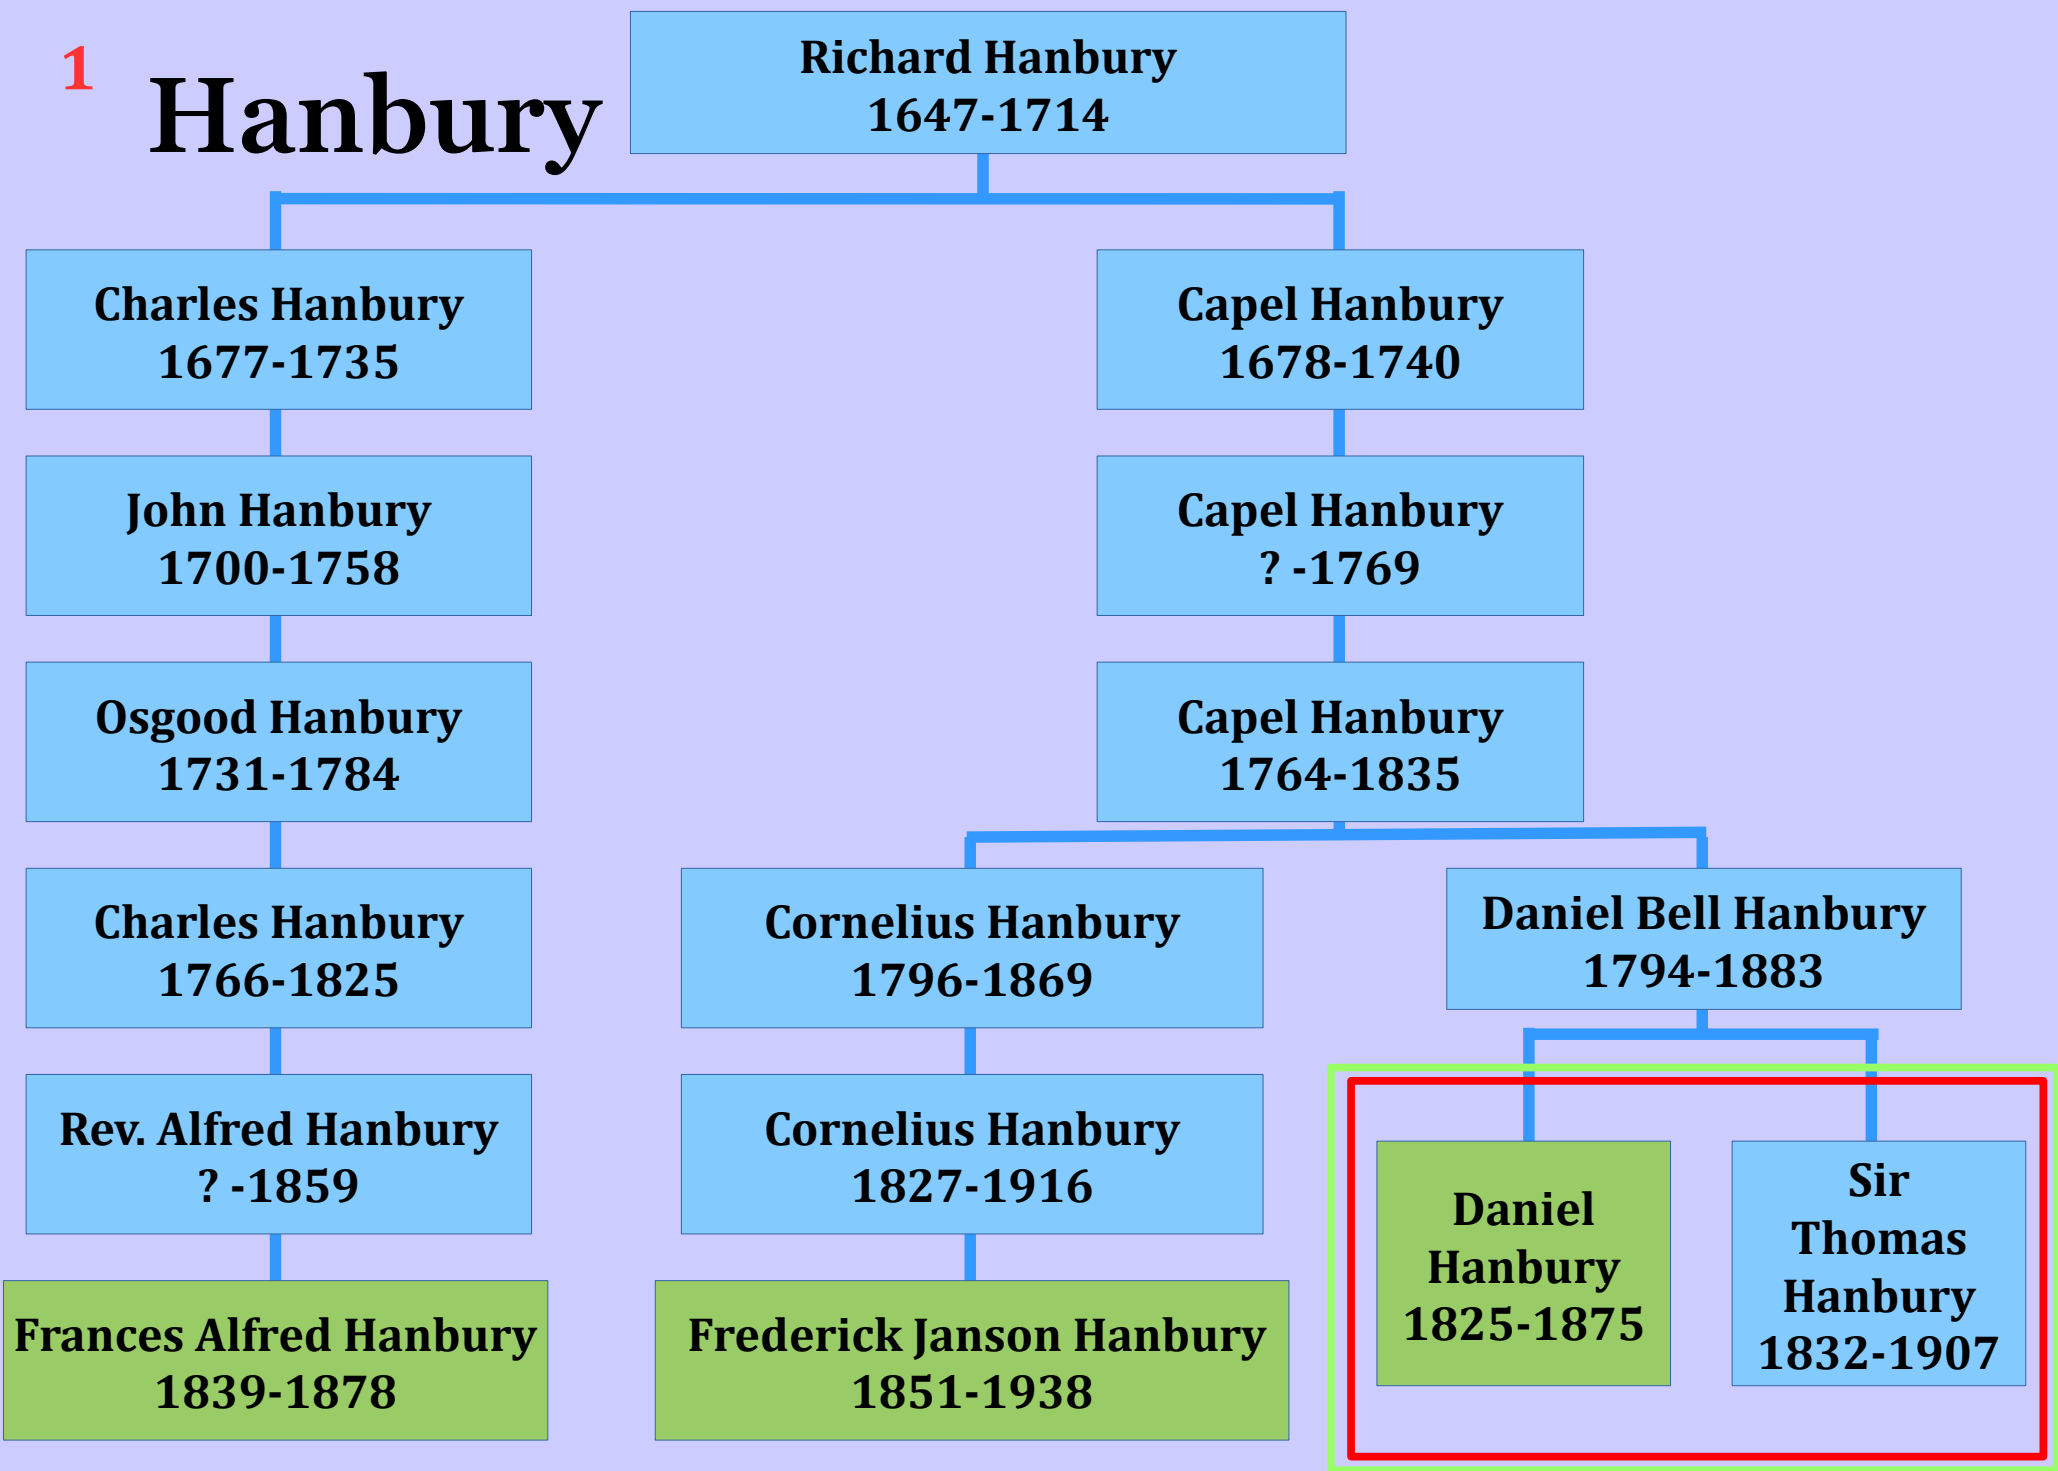 1
Hanbury
Richard Hanbury
1647-1714
Charles Hanbury
1677-1735
Capel Hanbury
1678-1740
John Hanbury
1700-1758
Capel Hanbury
? -1769
Osgood Hanbury
1731-1784
Capel Hanbury
1764-1835
Charles Hanbury
1766-1825
Cornelius Hanbury
1796-1869
Daniel Bell Hanbury
1794-1883
Rev. Alfred Hanbury
? -1859
Cornelius Hanbury
1827-1916
Daniel
Hanbury
1825-1875
Sir
Thomas
Hanbury
1832-1907
Frances Alfred Hanbury
1839-1878
Frederick Janson Hanbury
1851-1938